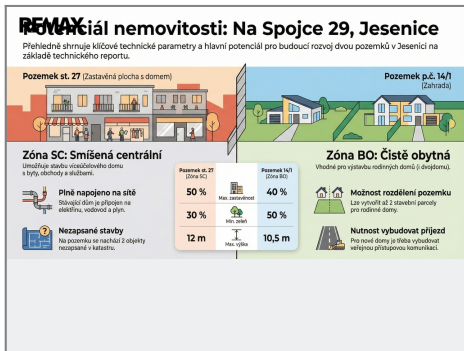 RE/MAX
Potenciál nemovitosti: Na Spojce 29, Jesenice
Přehledně shrnuje klíčové technické parametry a hlavní potenciál pro budoucí rozvoj dvou pozemků v Jesenici na
základě technického reportu.
Pozemek st. 27 (Zastavěná plocha s domem)
Pozemek p.č. 14/1
(Zahrada)
Zóna SC: Smíšená centrální
Umožňuje stavbu víceúčelového domu
s byty, obchody a službami.
Plně napojeno na sítě
Stávající dům je připojen na
elektřinu, vodovod a plyn.
Nezapsané stavby
Na pozemku se nachází 2 objekty
nezapsané v katastru.
Pozemek st. 27
(Zóna SC)
Pozemek 14/1
(Zóna BO)
50 %
Max. zastavěnost
40 %
30 %
Min. zeleň
50 %
12 m
Max. výška
10,5 m
Zóna BO: Čistě obytná
Vhodné pro výstavbu rodinných domů (i dvojdomu).
Možnost rozdělení pozemku
Lze vytvořit až 2 stavební parcely
pro rodinné domy.
Nutnost vybudovat příjezd
Pro nové domy je třeba vybudovat
veřejnou přístupovou komunikaci.